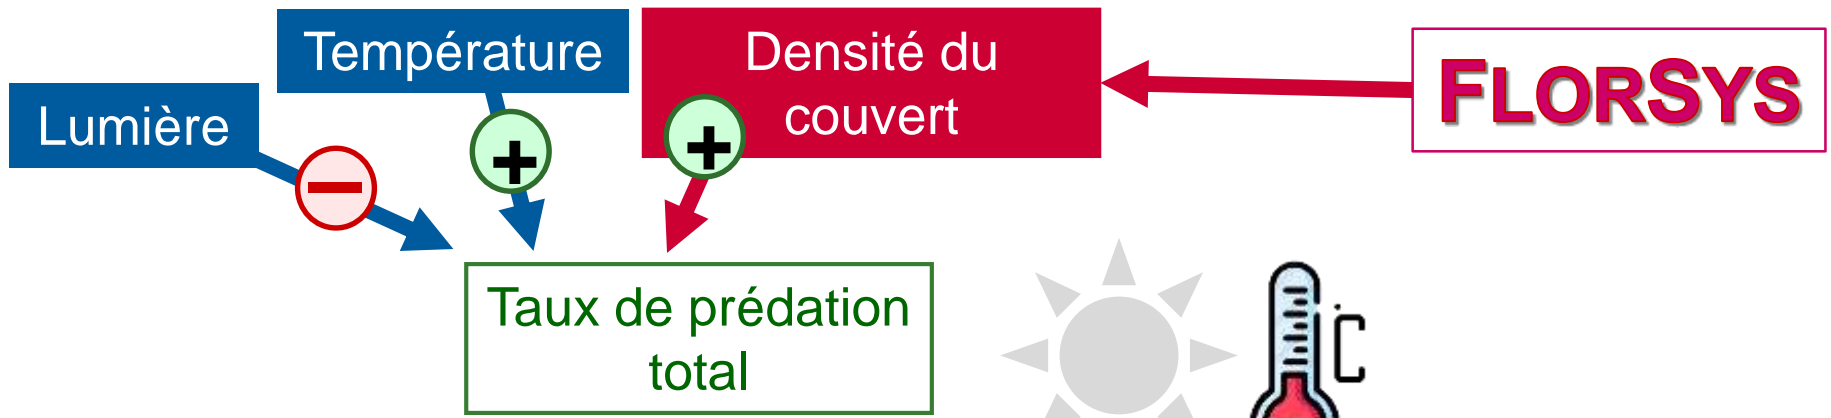 Température
Densité du
couvert
FLORSYS
Lumière
+
+
−
Taux de prédation
total
°C